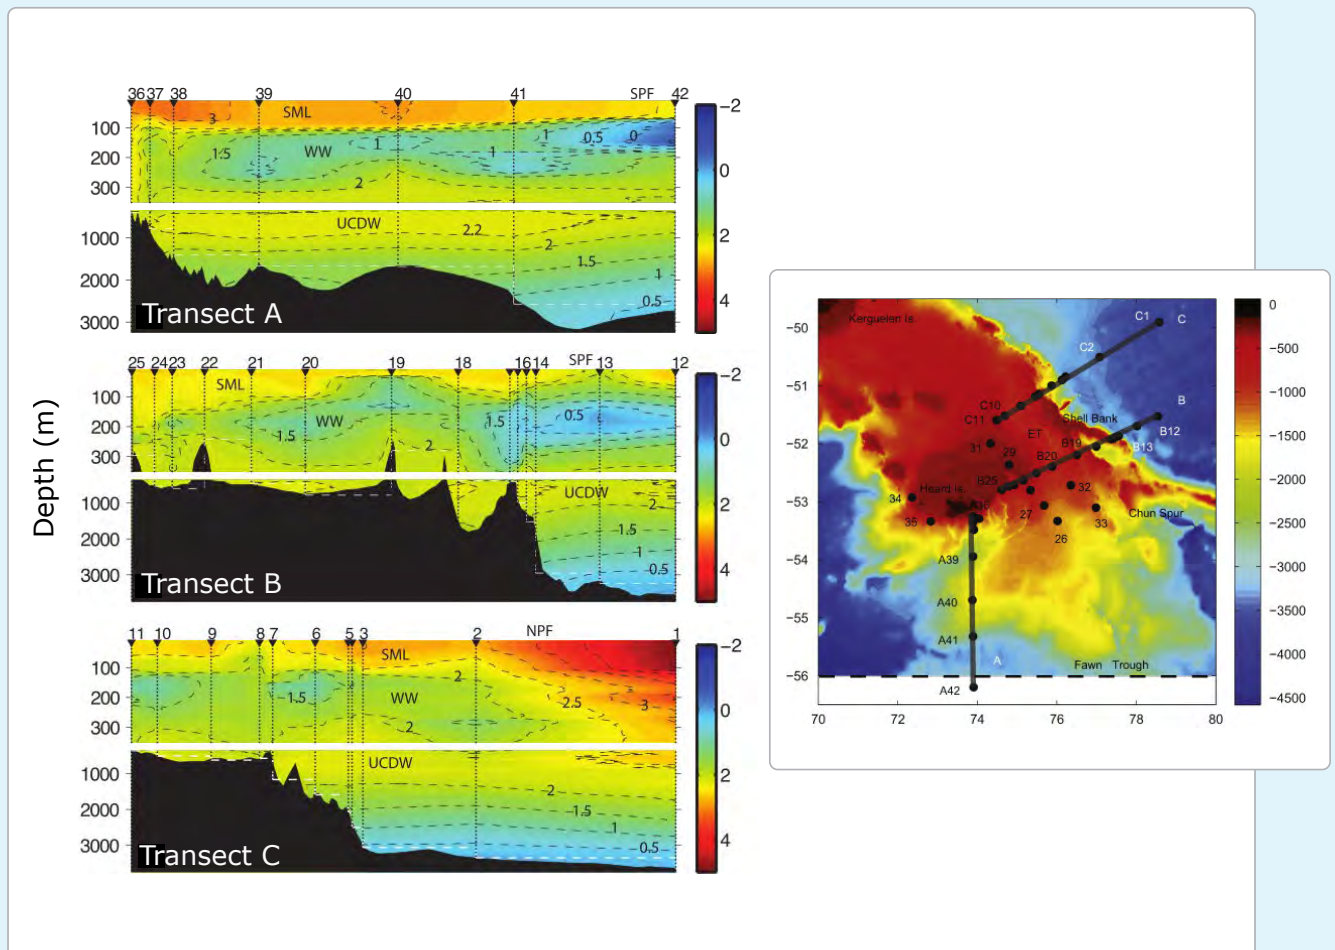 36 37 38 39 40 41 SPF 42
3 SML
100 1.5 WW 1 1 1 0.5 0
200
300 2
UCDW 2.2
1000 2
1.5
2000 1
0.5
3000
Transect A
−2
0
2
4
25 24 23 22 21 20 19 18 16 14 SPF 13 12
SML
100
200 WW 1.5 0.5
1.5
300 2
UCDW
1000
1.5
2000
1
3000 0.5
Transect B
−2
0
2
4
11 10 9 8 7 6 5 3 2 NPF 1
SML
100 2
200 1.5 WW 2.5 3
300 2
UCDW
1000
2
2000 1.5
1
3000 0.5
Transect C
−2
0
2
4
Depth (m)
Kerguelen Is.
C1 C
C2
C10
C11
Shell Bank
B
ET
B19
B12
B13
31
29
B20
B25
Heard Is.
34
35
A36
27
32
26
33
Chun Spur
A39
A40
A41
A
Fawn Trough
A42
−50
−51
−52
−53
−54
−55
−56
70 72 74 76 78 80
0
−500
−1000
−1500
−2000
−2500
−3000
−3500
−4000
−4500